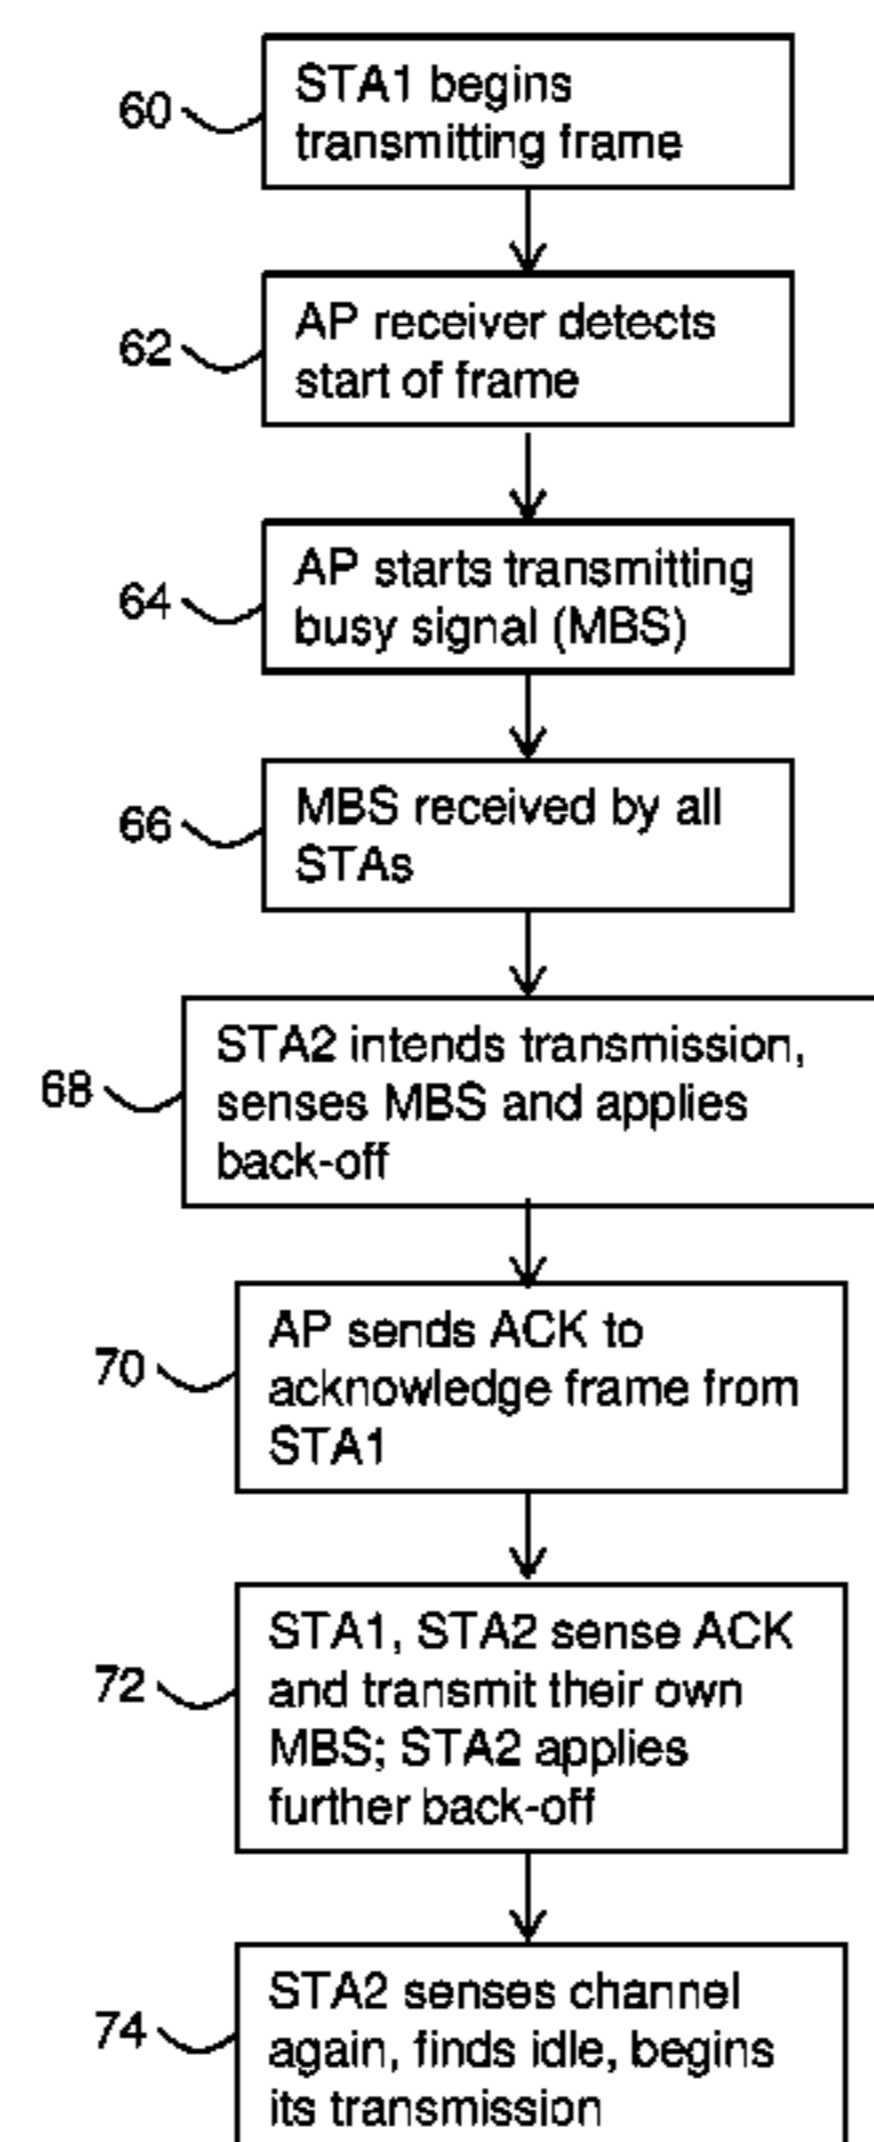 60
STA1 begins
transmitting frame
62
AP receiver detects
start of frame
64
AP starts transmitting
busy signal (MBS)
66
MBS received by all
STAs
68
STA2 intends transmission,
senses MBS and applies
back-off
70
AP sends ACK to
acknowledge frame from
STA1
72
STA1, STA2 sense ACK
and transmit their own
MBS; STA2 applies
further back-off
74
STA2 senses channel
again, finds idle, begins
its transmission